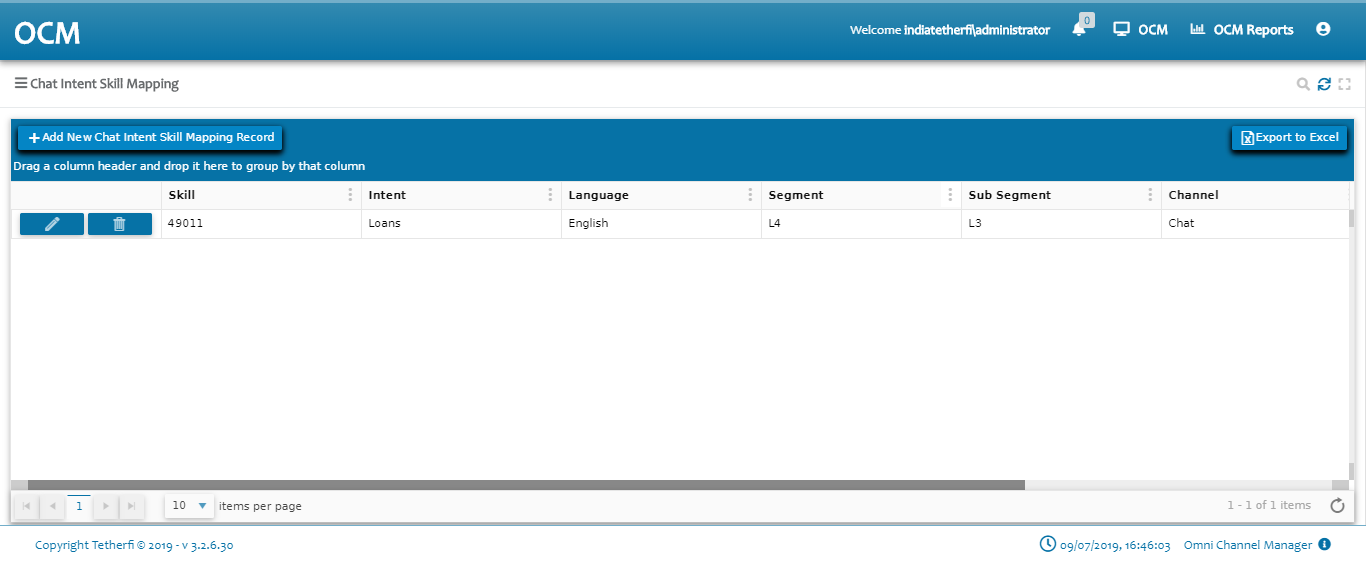 OCM
Welcome indiatetherfi\administrator
0
OCM
OCM Reports
Chat Intent Skill Mapping
Add New Chat Intent Skill Mapping Record
Export to Excel
Drag a column header and drop it here to group by that column
Skill Intent Language Segment Sub Segment Channel
49011 Loans English L4 L3 Chat
1 10 items per page 1 - 1 of 1 items
Copyright Tetherfi © 2019 - v 3.2.6.30 09/07/2019, 16:46:03 Omni Channel Manager